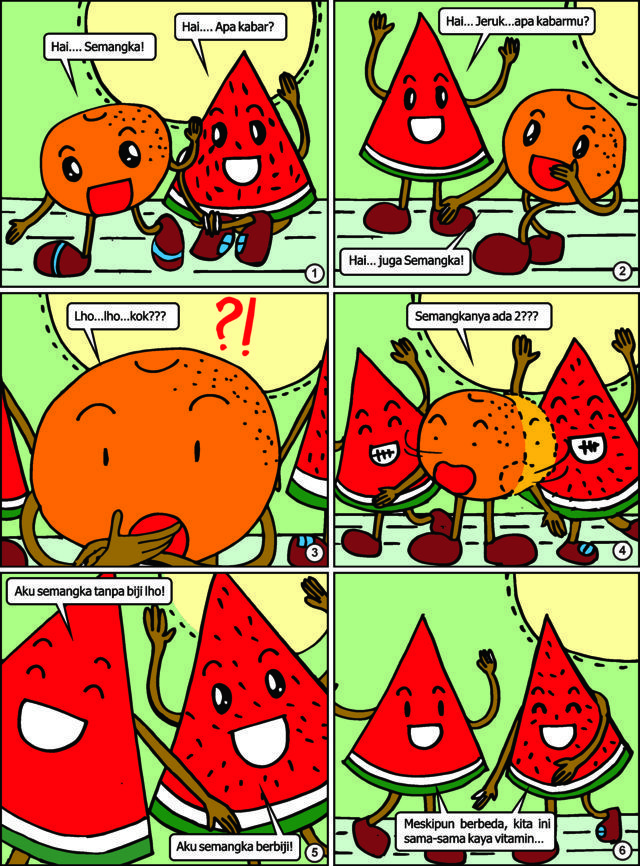 Hai.... Semangka!
Hai.... Apa kabar?
1
Hai... Jeruk...apa kabarmu?
Hai... juga Semangka!
2
Lho...lho...kok???
?!
3
Semangkanya ada 2???
4
Aku semangka tanpa biji lho!
Aku semangka berbiji!
5
Meskipun berbeda, kita ini
sama-sama kaya vitamin...
6